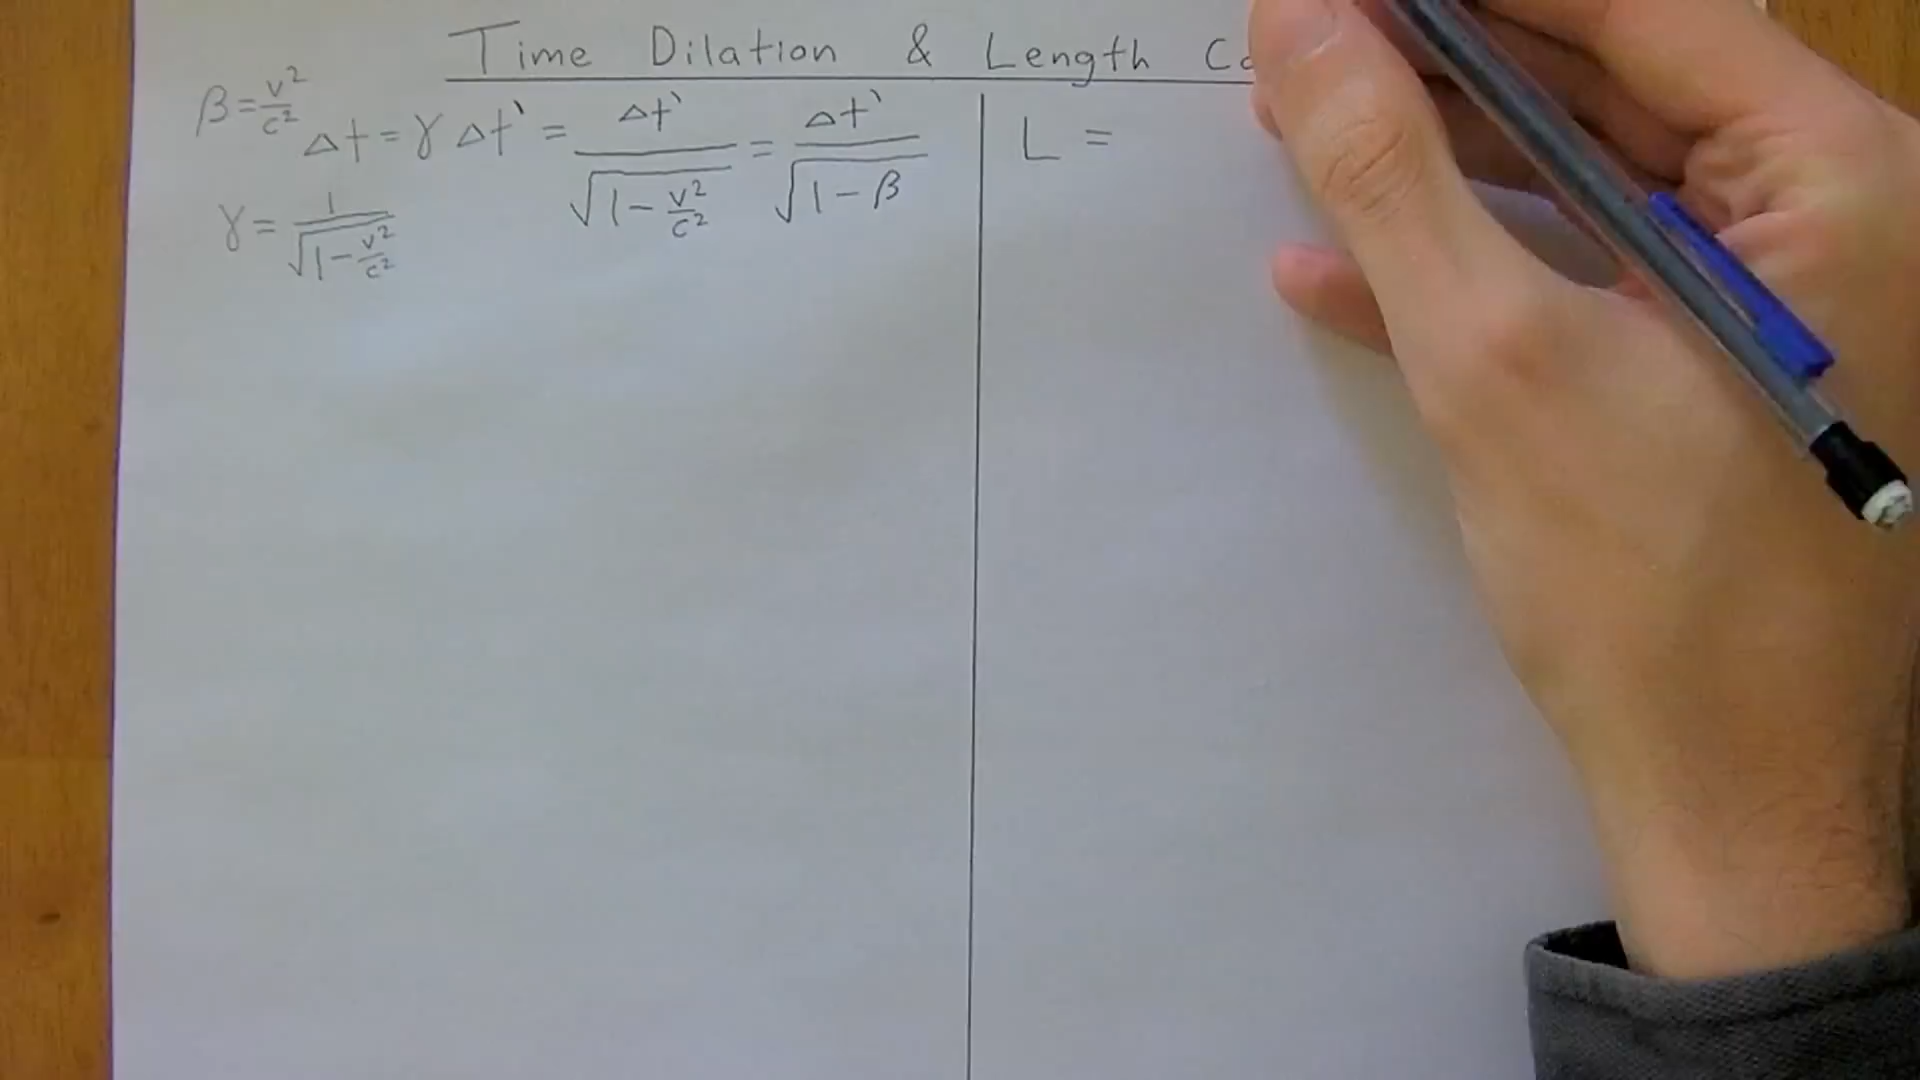 Time Dilation & Length
β = v²/c²
Δt = γ Δt` = Δt`/√(1 - v²/c²) = Δt`/√(1 - β)
γ = 1/√(1 - v²/c²)
L =